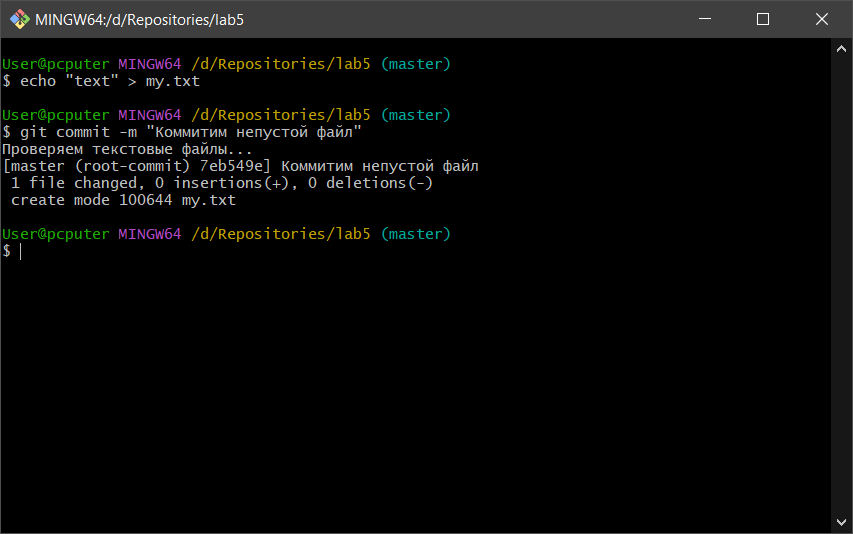 MINGW64:/d/Repositories/lab5
User@pcputer MINGW64 /d/Repositories/lab5 (master)
$ echo "text" > my.txt
User@pcputer MINGW64 /d/Repositories/lab5 (master)
$ git commit -m "Коммитим непустой файл"
Проверяем текстовые файлы...
[master (root-commit) 7eb549e] Коммитим непустой файл
 1 file changed, 0 insertions(+), 0 deletions(-)
 create mode 100644 my.txt
User@pcputer MINGW64 /d/Repositories/lab5 (master)
$